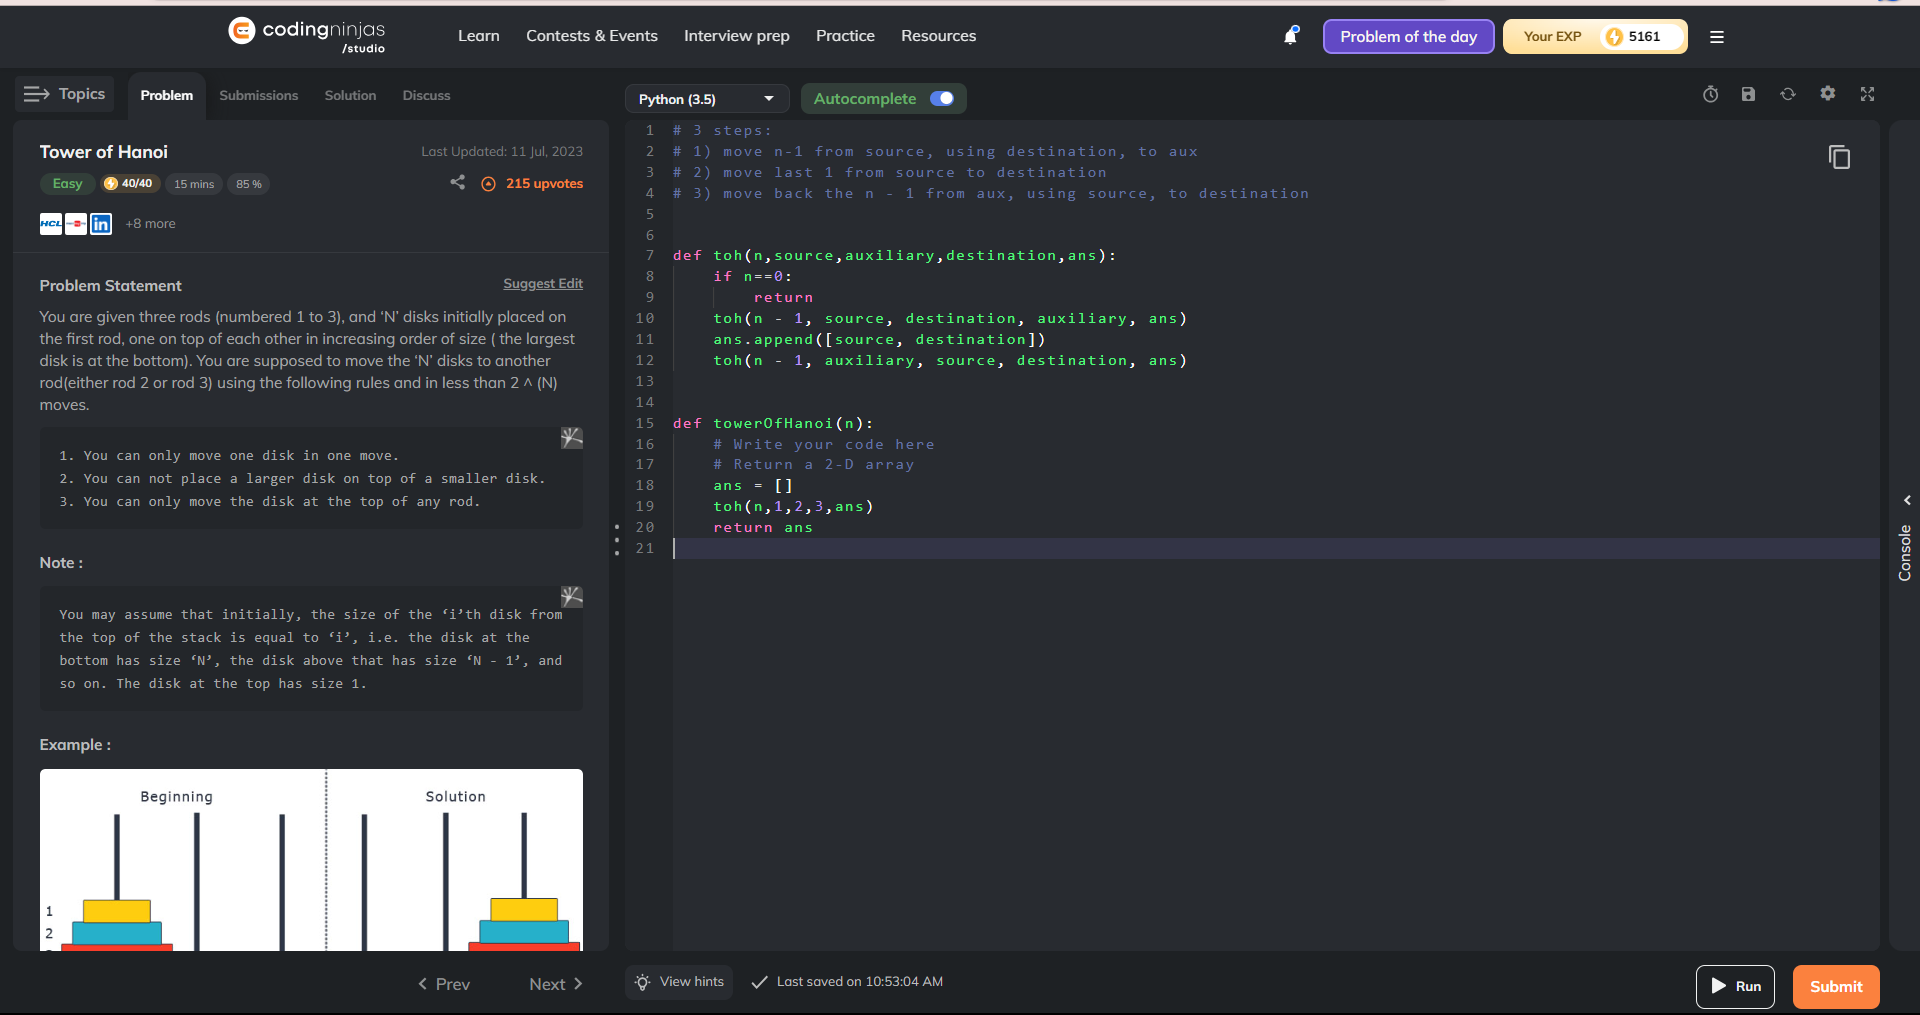 codingninjas
/studio
Learn
Contests & Events
Interview prep
Practice
Resources
Problem of the day
Your EXP
5161
Topics
Problem
Submissions
Solution
Discuss
Python (3.5)
Autocomplete
Tower of Hanoi
Last Updated: 11 Jul, 2023
Easy
40/40
15 mins
85 %
215 upvotes
HCL
in
+8 more
Problem Statement
Suggest Edit
You are given three rods (numbered 1 to 3), and ‘N’ disks initially placed on
the first rod, one on top of each other in increasing order of size ( the largest
disk is at the bottom). You are supposed to move the ‘N’ disks to another
rod(either rod 2 or rod 3) using the following rules and in less than 2 ^ (N)
moves.
1. You can only move one disk in one move.
2. You can not place a larger disk on top of a smaller disk.
3. You can only move the disk at the top of any rod.
Note :
You may assume that initially, the size of the ‘i’th disk from
the top of the stack is equal to ‘i’, i.e. the disk at the
bottom has size ‘N’, the disk above that has size ‘N - 1’, and
so on. The disk at the top has size 1.
Example :
Beginning
Solution
1
2
Prev
Next
1 # 3 steps:
2 # 1) move n-1 from source, using destination, to aux
3 # 2) move last 1 from source to destination
4 # 3) move back the n - 1 from aux, using source, to destination
5
6
7 def toh(n,source,auxiliary,destination,ans):
8     if n==0:
9         return
10     toh(n - 1, source, destination, auxiliary, ans)
11     ans.append([source, destination])
12     toh(n - 1, auxiliary, source, destination, ans)
13
14
15 def towerOfHanoi(n):
16     # Write your code here
17     # Return a 2-D array
18     ans = []
19     toh(n,1,2,3,ans)
20     return ans
21
Console
View hints
Last saved on 10:53:04 AM
Run
Submit